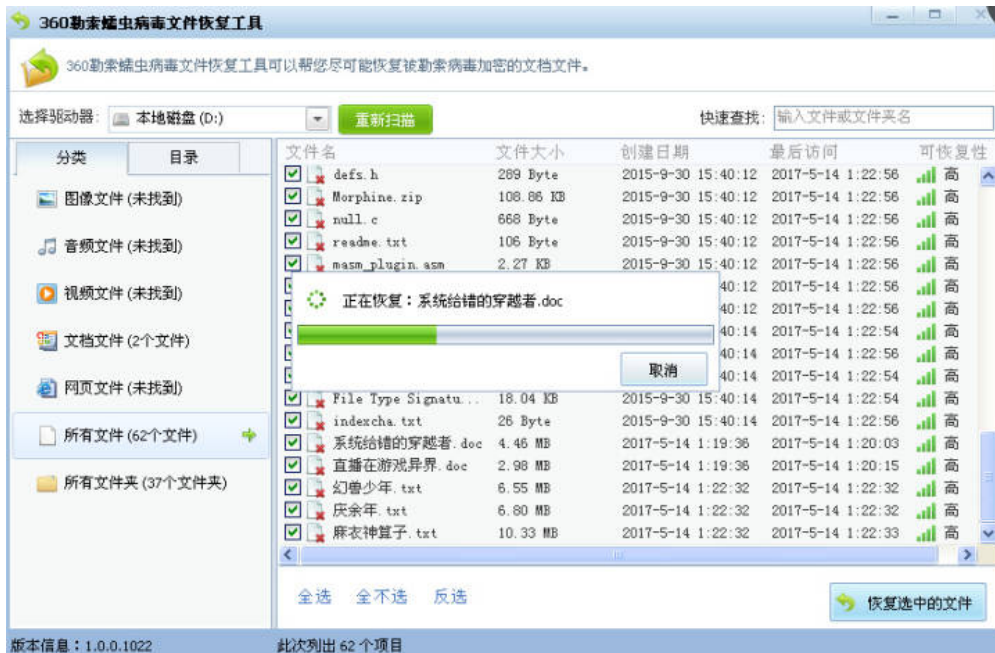 360勒索蠕虫病毒文件恢复工具
360勒索蠕虫病毒文件恢复工具可以帮您尽可能恢复被勒索病毒加密的文档文件。
选择驱动器: 本地磁盘 (D:) 重新扫描 快速查找: 输入文件或文件夹名
分类 目录
图像文件 (未找到)
音频文件 (未找到)
视频文件 (未找到)
文档文件 (2个文件)
网页文件 (未找到)
所有文件 (62个文件)
所有文件夹 (37个文件夹)
文件名 文件大小 创建日期 最后访问 可恢复性
defs.h 289 Byte 2015-9-30 15:40:12 2017-5-14 1:22:56 高
Morphine.zip 108.86 KB 2015-9-30 15:40:12 2017-5-14 1:22:56 高
null.c 668 Byte 2015-9-30 15:40:12 2017-5-14 1:22:56 高
readme.txt 106 Byte 2015-9-30 15:40:12 2017-5-14 1:22:56 高
masm_plugin.asm 2.27 KB 2015-9-30 15:40:12 2017-5-14 1:22:56 高
40:12 2017-5-14 1:22:56 高
40:12 2017-5-14 1:22:56 高
40:14 2017-5-14 1:22:54 高
40:14 2017-5-14 1:22:56 高
40:14 2017-5-14 1:22:54 高
正在恢复：系统给错的穿越者.doc
取消
File Type Signatu... 18.04 KB 2015-9-30 15:40:14 2017-5-14 1:22:54 高
indexcha.txt 26 Byte 2015-9-30 15:40:14 2017-5-14 1:22:56 高
系统给错的穿越者.doc 4.46 MB 2017-5-14 1:19:36 2017-5-14 1:20:03 高
直播在游戏异界.doc 2.98 MB 2017-5-14 1:19:36 2017-5-14 1:20:15 高
幻兽少年.txt 6.55 MB 2017-5-14 1:22:32 2017-5-14 1:22:32 高
庆余年.txt 6.80 MB 2017-5-14 1:22:32 2017-5-14 1:22:32 高
麻衣神算子.txt 10.33 MB 2017-5-14 1:22:32 2017-5-14 1:22:33 高
全选 全不选 反选
恢复选中的文件
版本信息：1.0.0.1022 此次列出 62 个项目